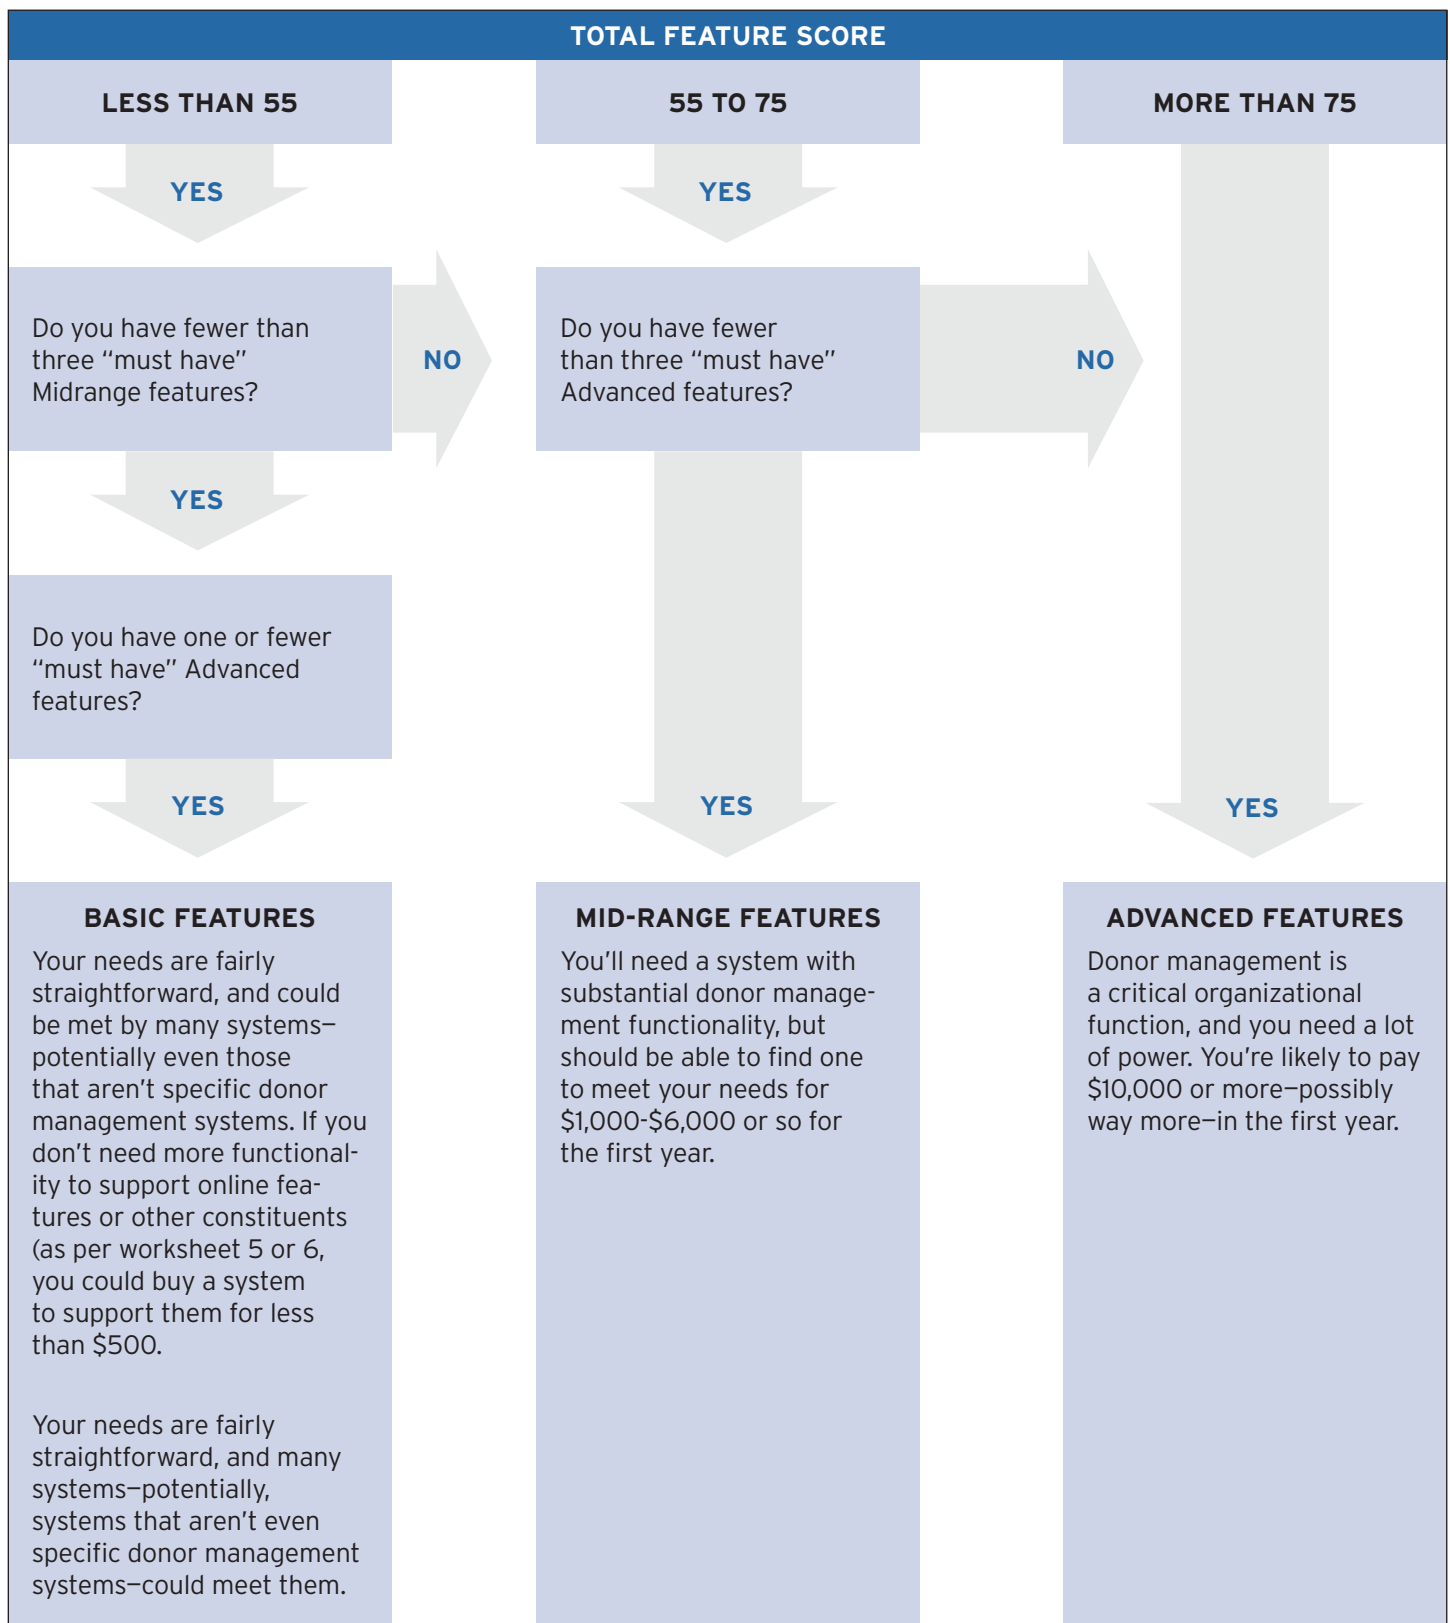 TOTAL FEATURE SCORE
LESS THAN 55
55 TO 75
MORE THAN 75
YES
YES
Do you have fewer than
three “must have”
Midrange features?
NO
Do you have fewer
than three “must have”
Advanced features?
NO
YES
Do you have one or fewer
“must have” Advanced
features?
YES
YES
YES
BASIC FEATURES
Your needs are fairly
straightforward, and could
be met by many systems—
potentially even those
that aren’t specific donor
management systems. If you
don’t need more functional-
ity to support online fea-
tures or other constituents
(as per worksheet 5 or 6,
you could buy a system
to support them for less
than $500.
Your needs are fairly
straightforward, and many
systems—potentially,
systems that aren’t even
specific donor management
systems—could meet them.
MID-RANGE FEATURES
You’ll need a system with
substantial donor manage-
ment functionality, but
should be able to find one
to meet your needs for
$1,000-$6,000 or so for
the first year.
ADVANCED FEATURES
Donor management is
a critical organizational
function, and you need a lot
of power. You’re likely to pay
$10,000 or more—possibly
way more—in the first year.